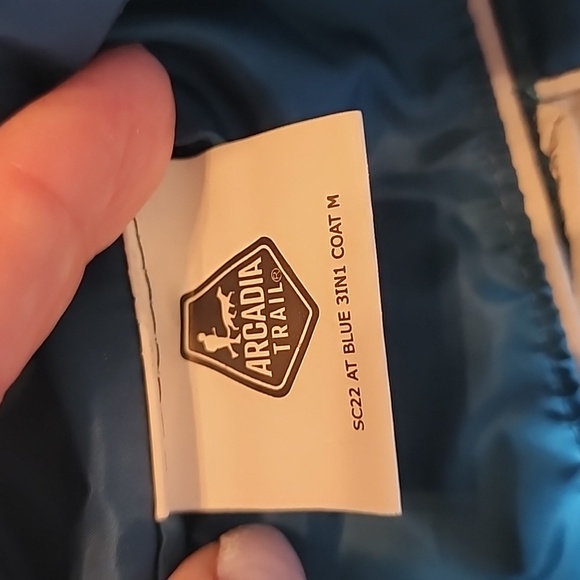 ARCADIA
TRAIL®
SC22 AT BLUE 3IN1 COAT M